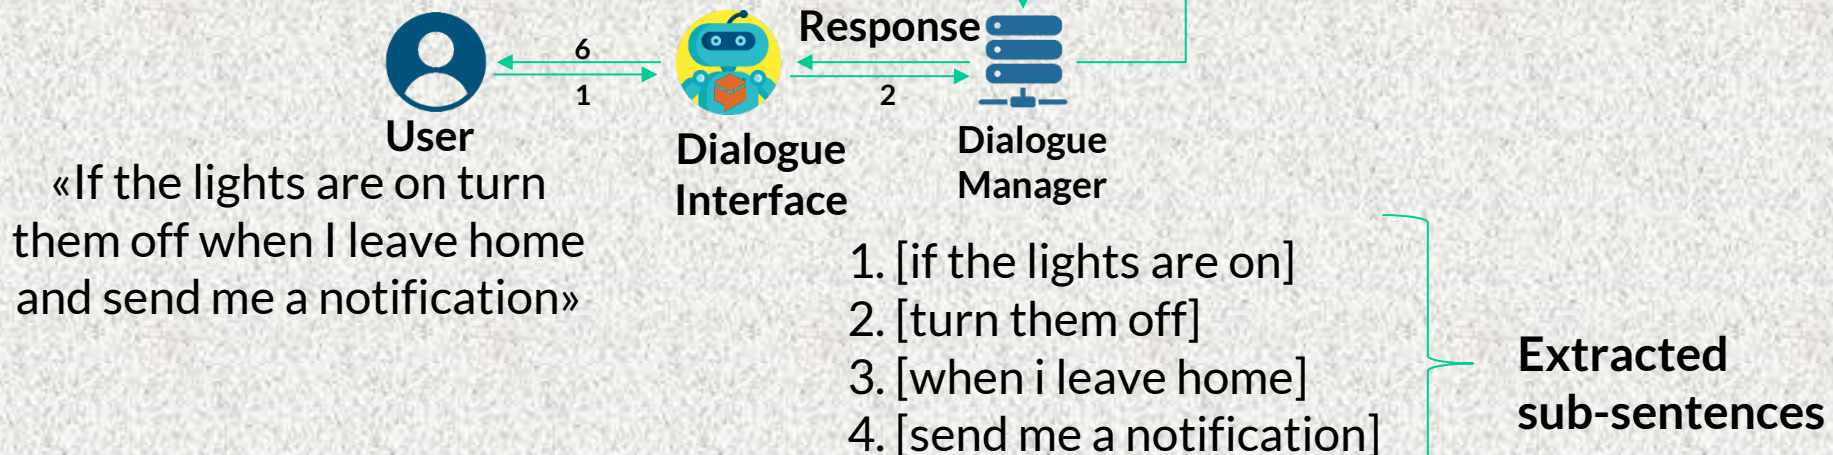 Response
6
1
2
User
Dialogue
Interface
Dialogue
Manager
«If the lights are on turn
them off when I leave home
and send me a notification»
1. [if the lights are on]
2. [turn them off]
3. [when i leave home]
4. [send me a notification]
Extracted
sub-sentences